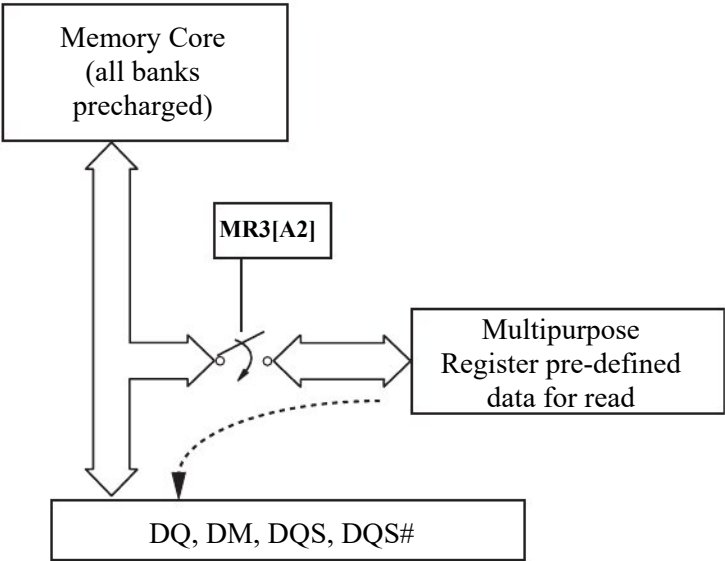 Memory Core
(all banks
precharged)
MR3[A2]
Multipurpose
Register pre-defined
data for read
DQ, DM, DQS, DQS#